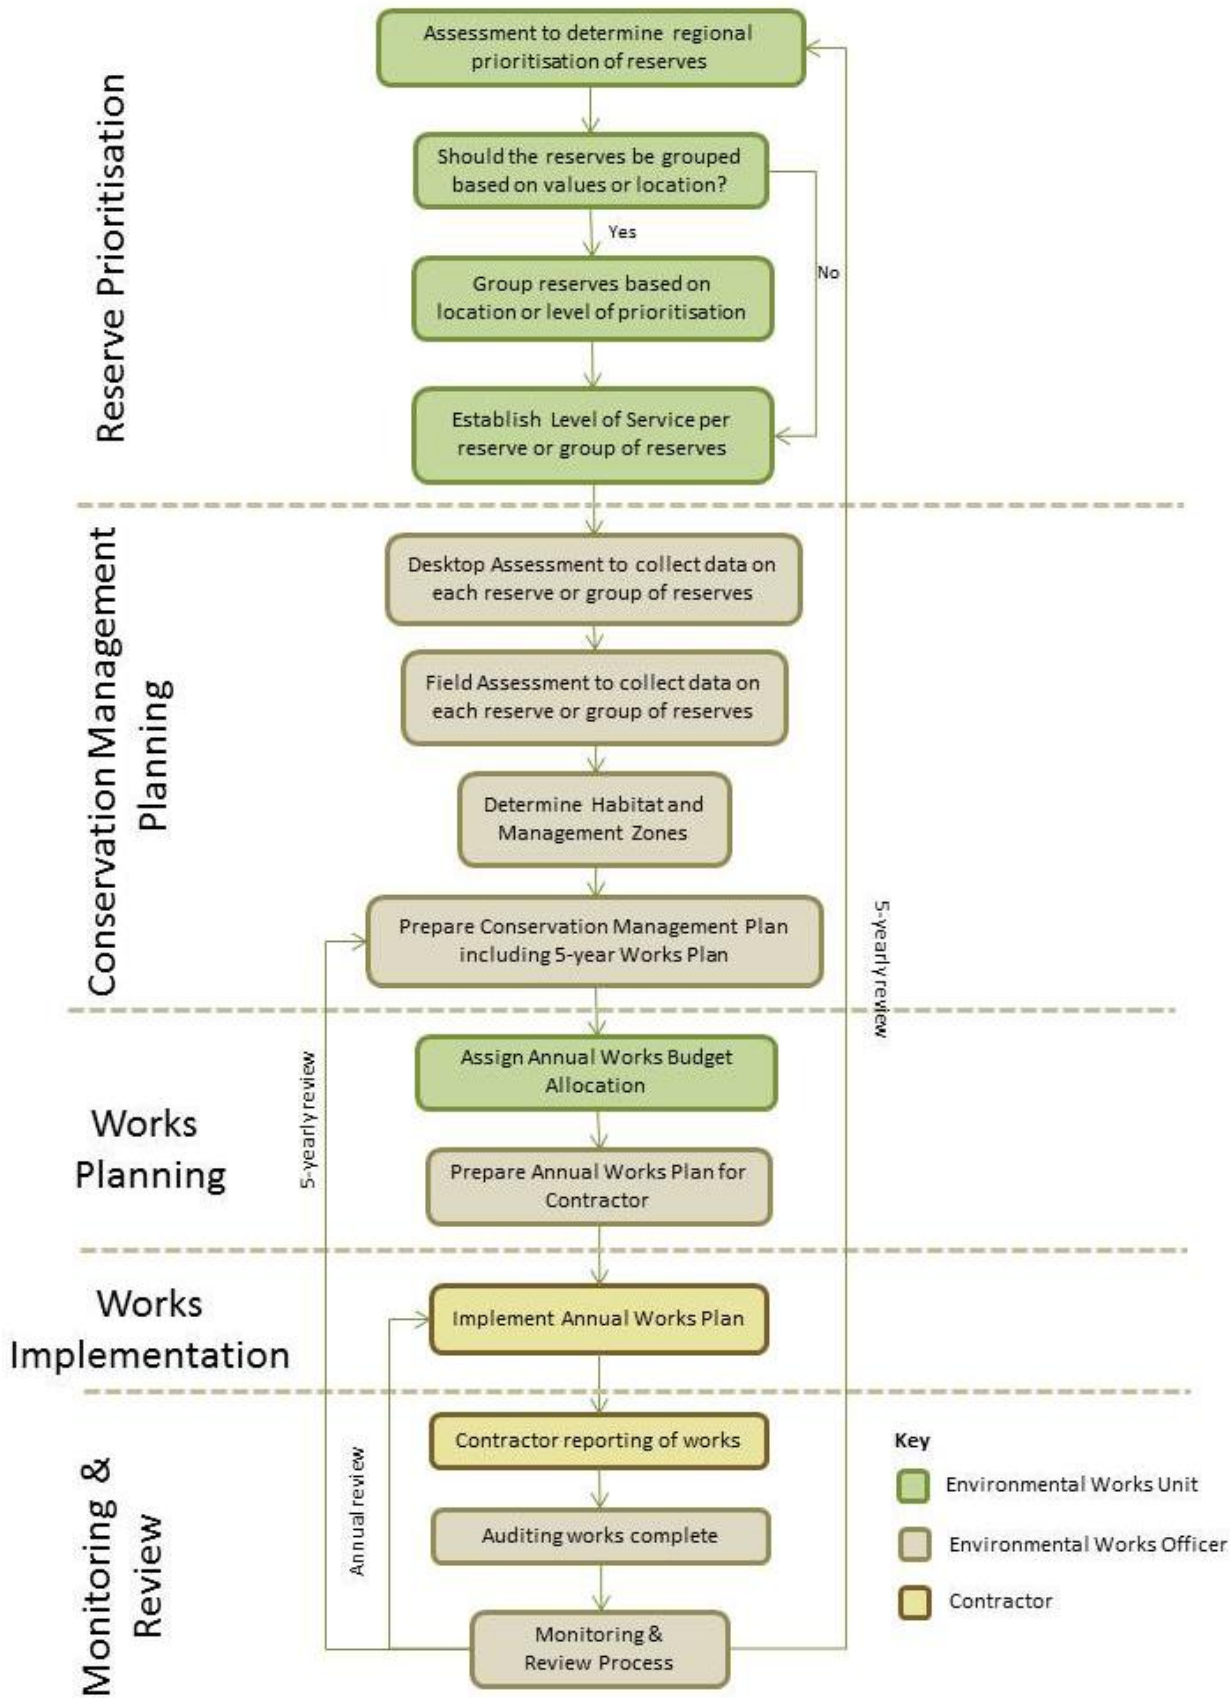 Reserve Prioritisation
Assessment to determine regional
prioritisation of reserves
Should the reserves be grouped
based on values or location?
Yes
No
Group reserves based on
location or level of prioritisation
Establish Level of Service per
reserve or group of reserves
Conservation Management
Planning
Desktop Assessment to collect data on
each reserve or group of reserves
Field Assessment to collect data on
each reserve or group of reserves
Determine Habitat and
Management Zones
Prepare Conservation Management Plan
including 5-year Works Plan
5-yearly review
5-yearly review
Works
Planning
Assign Annual Works Budget
Allocation
Prepare Annual Works Plan for
Contractor
Works
Implementation
Implement Annual Works Plan
Monitoring &
Review
Annual review
Contractor reporting of works
Auditing works complete
Monitoring &
Review Process
Key
Environmental Works Unit
Environmental Works Officer
Contractor